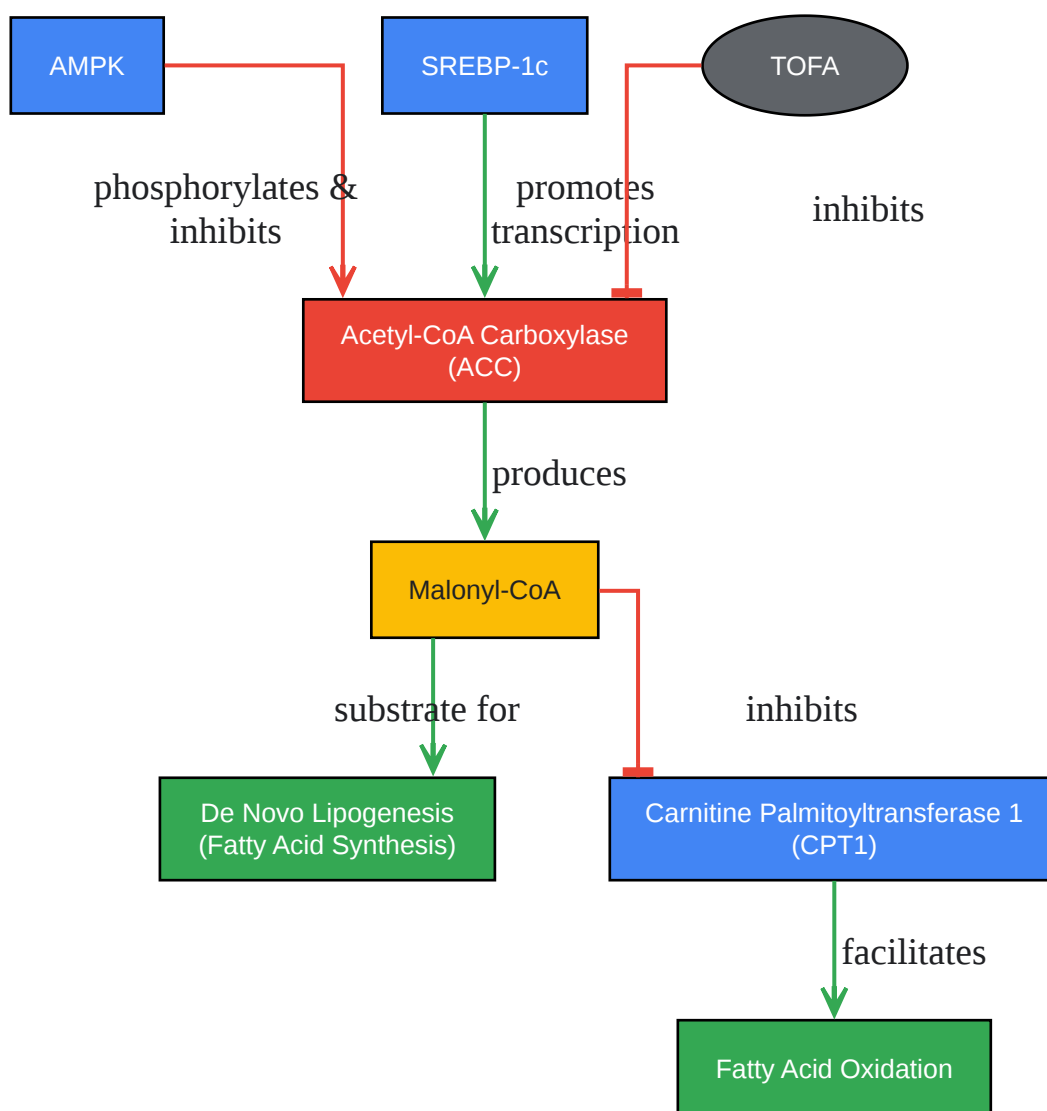 AMPK
SREBP-1c
TOFA
phosphorylates &
inhibits
promotes
transcription
inhibits
Acetyl-CoA Carboxylase
(ACC)
produces
Malonyl-CoA
substrate for
inhibits
De Novo Lipogenesis
(Fatty Acid Synthesis)
Carnitine Palmitoyltransferase 1
(CPT1)
facilitates
Fatty Acid Oxidation